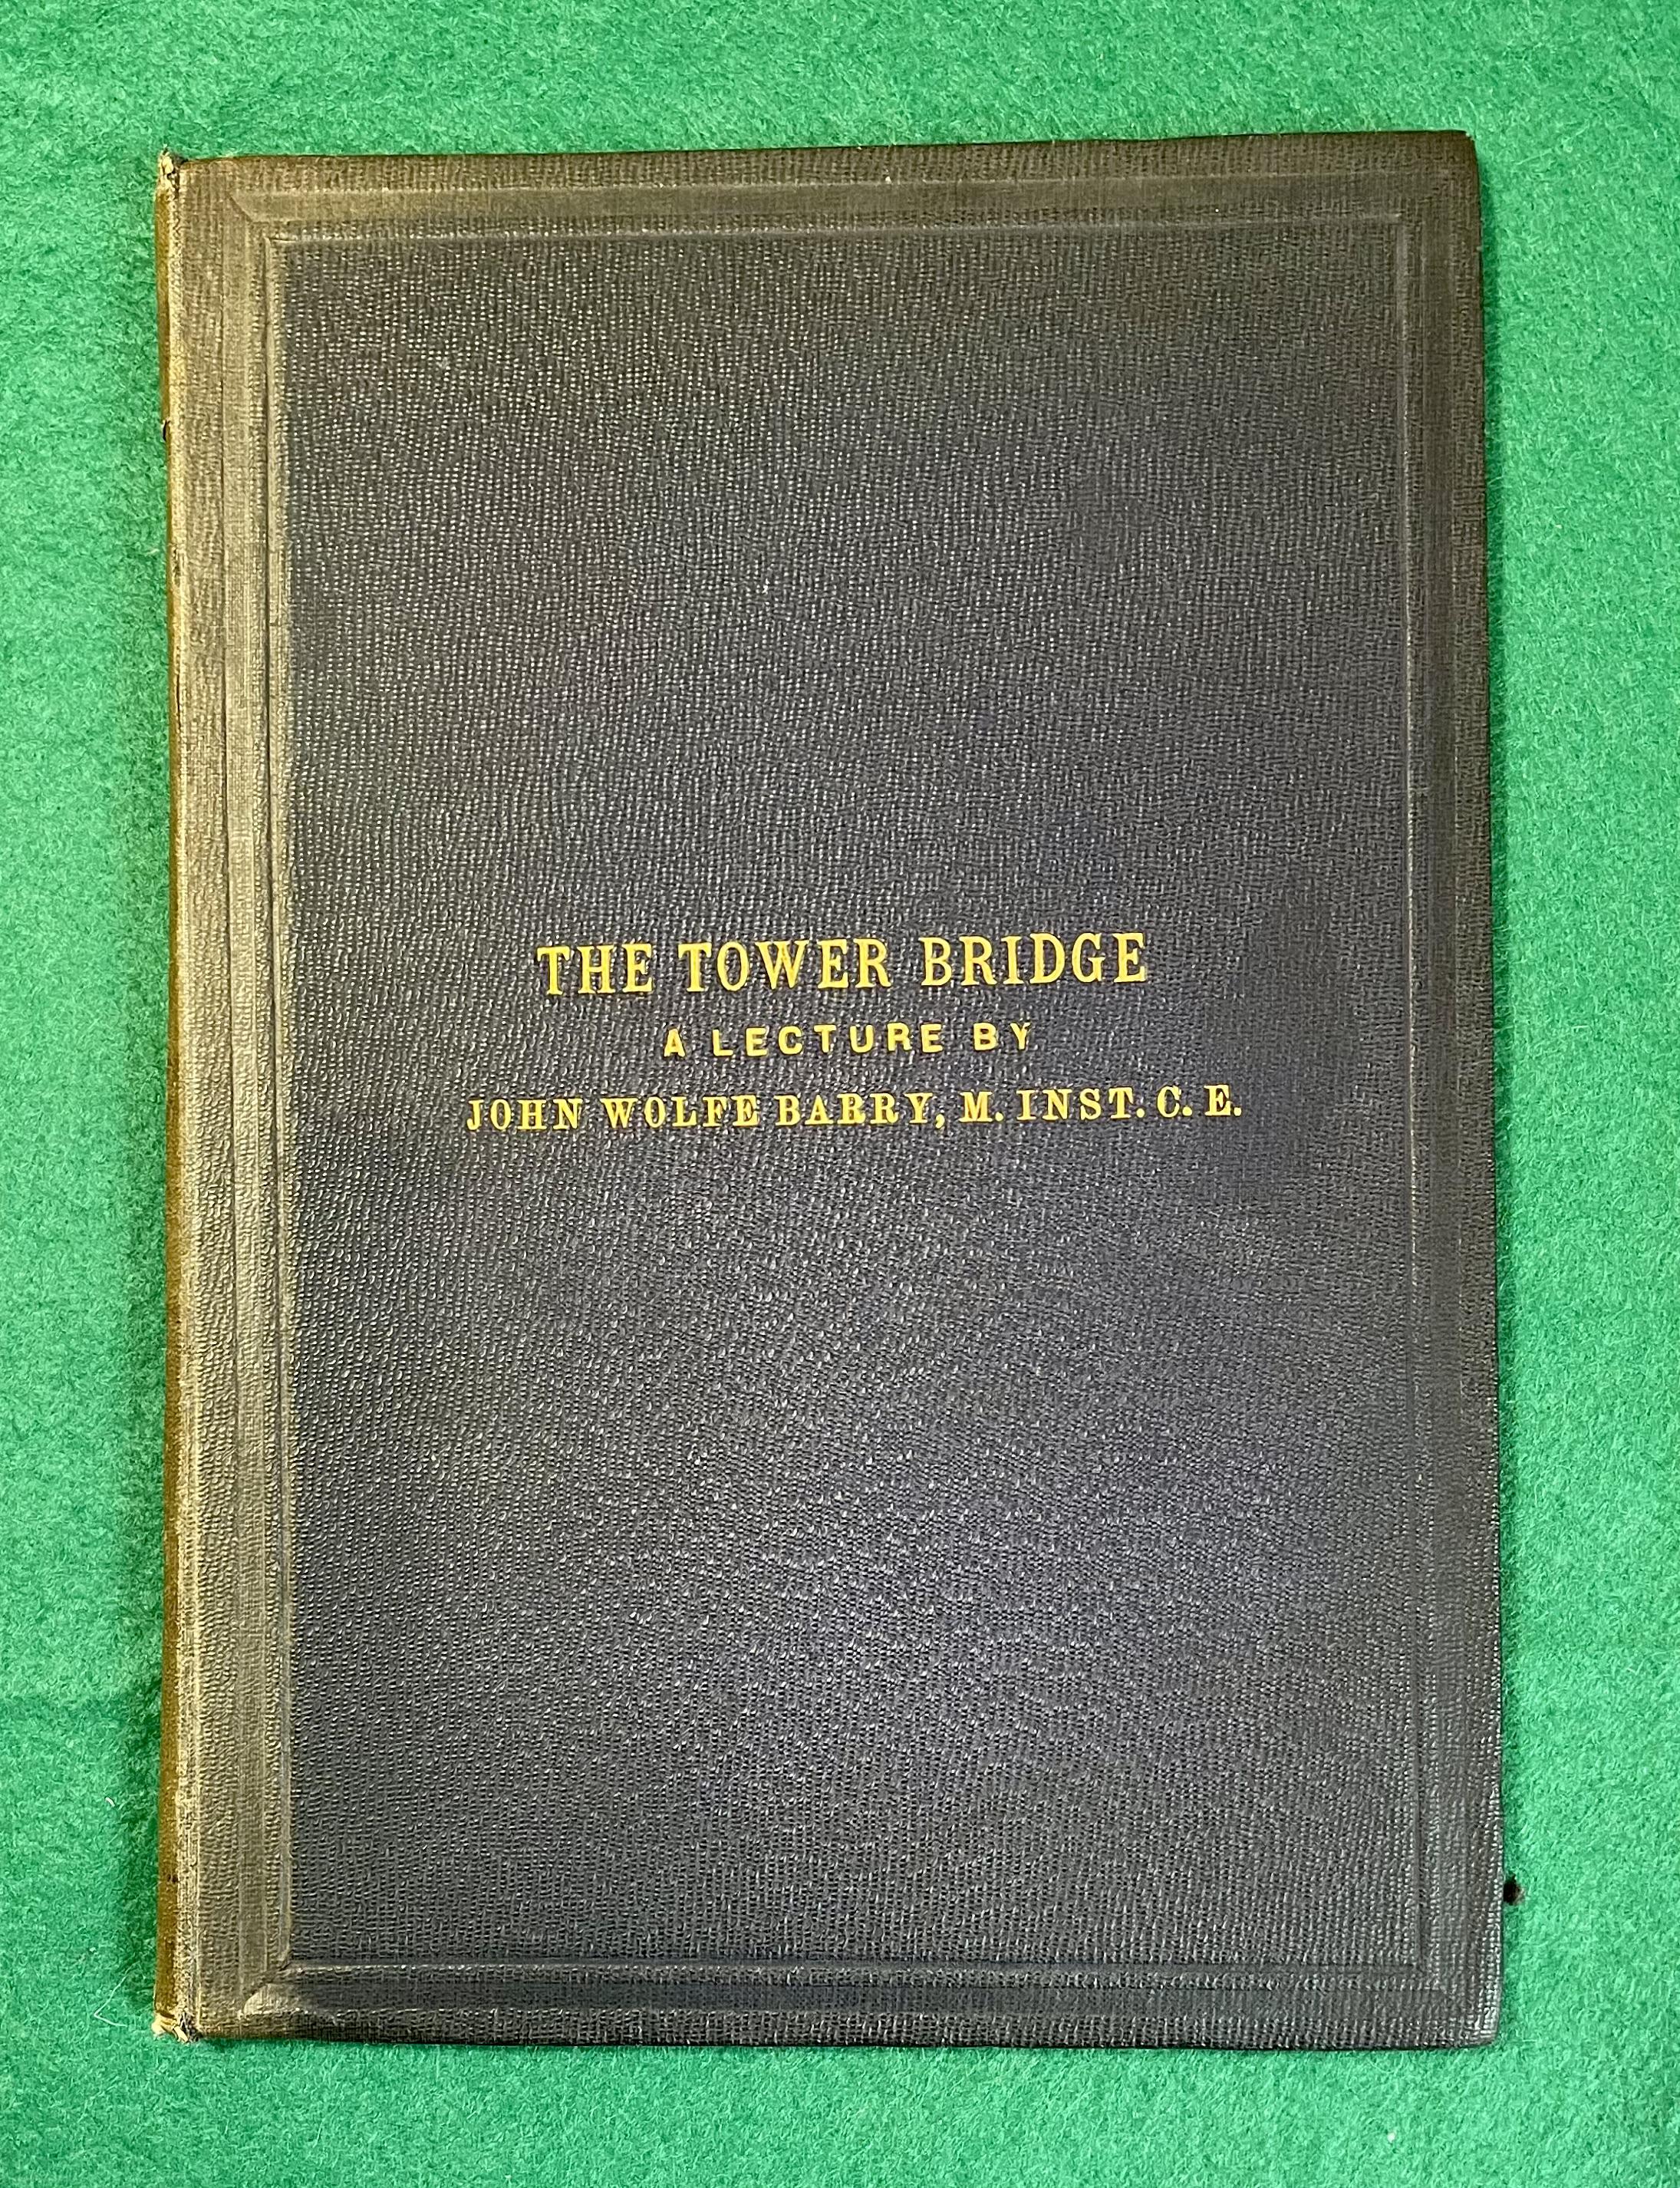 THE TOWER BRIDGE
A LECTURE BY
JOHN WOLFE BARRY, M. INST. C. E.